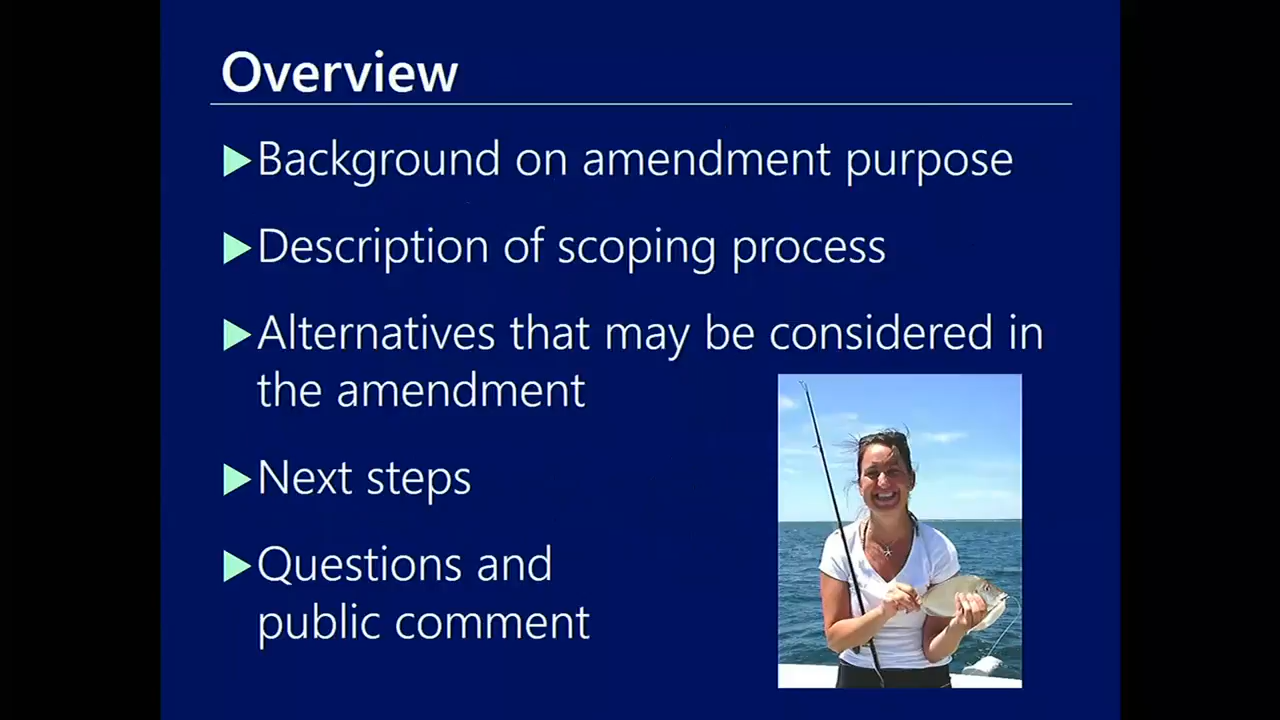 Overview
Background on amendment purpose
Description of scoping process
Alternatives that may be considered in
the amendment
Next steps
Questions and
public comment